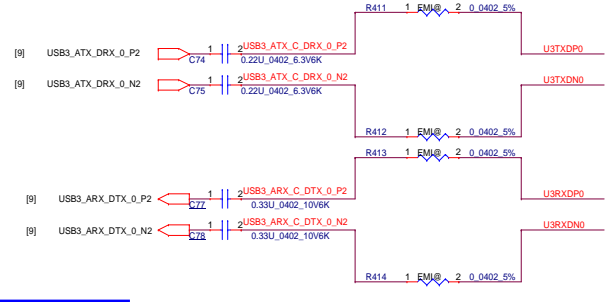 R411 1 EMI@ 2 0_0402_5%
[9] USB3_ATX_DRX_0_P2 1 2 USB3_ATX_C_DRX_0_P2 U3TXDP0
C74 0.22U_0402_6.3V6K
[9] USB3_ATX_DRX_0_N2 1 2 USB3_ATX_C_DRX_0_N2 U3TXDN0
C75 0.22U_0402_6.3V6K
R412 1 EMI@ 2 0_0402_5%
R413 1 EMI@ 2 0_0402_5%
[9] USB3_ARX_DTX_0_P2 1 2 USB3_ARX_C_DTX_0_P2 U3RXDP0
C77 0.33U_0402_10V6K
[9] USB3_ARX_DTX_0_N2 1 2 USB3_ARX_C_DTX_0_N2 U3RXDN0
C78 0.33U_0402_10V6K
R414 1 EMI@ 2 0_0402_5%